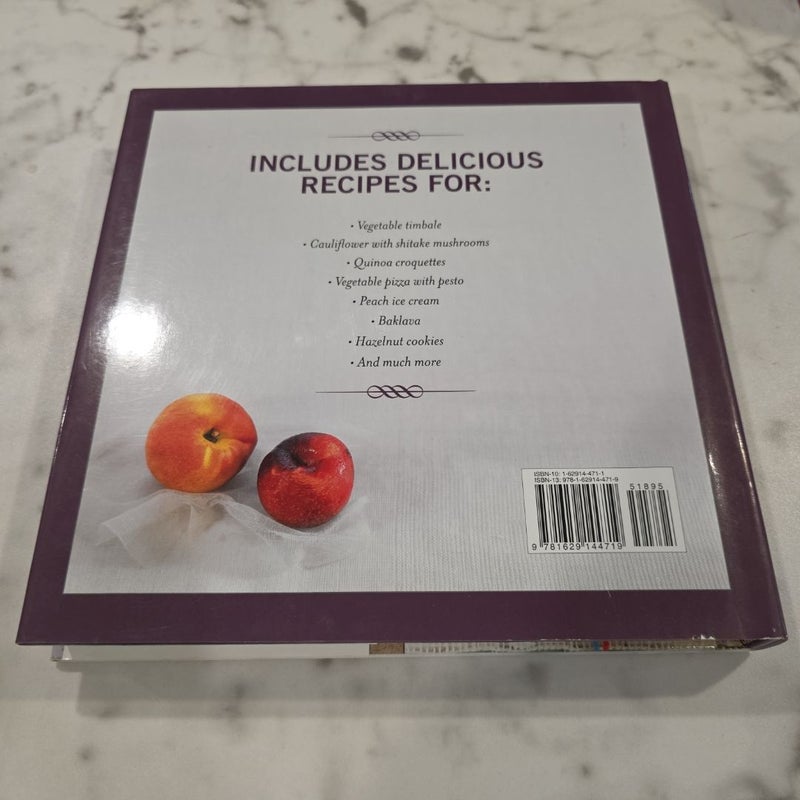 INCLUDES DELICIOUS
RECIPES FOR:
• Vegetable timbale
• Cauliflower with shitake mushrooms
• Quinoa croquettes
• Vegetable pizza with pesto
• Peach ice cream
• Baklava
• Hazelnut cookies
• And much more
ISBN-10: 1-62914-471-1
ISBN-13: 978-1-62914-471-9
51895
9 781629 144719